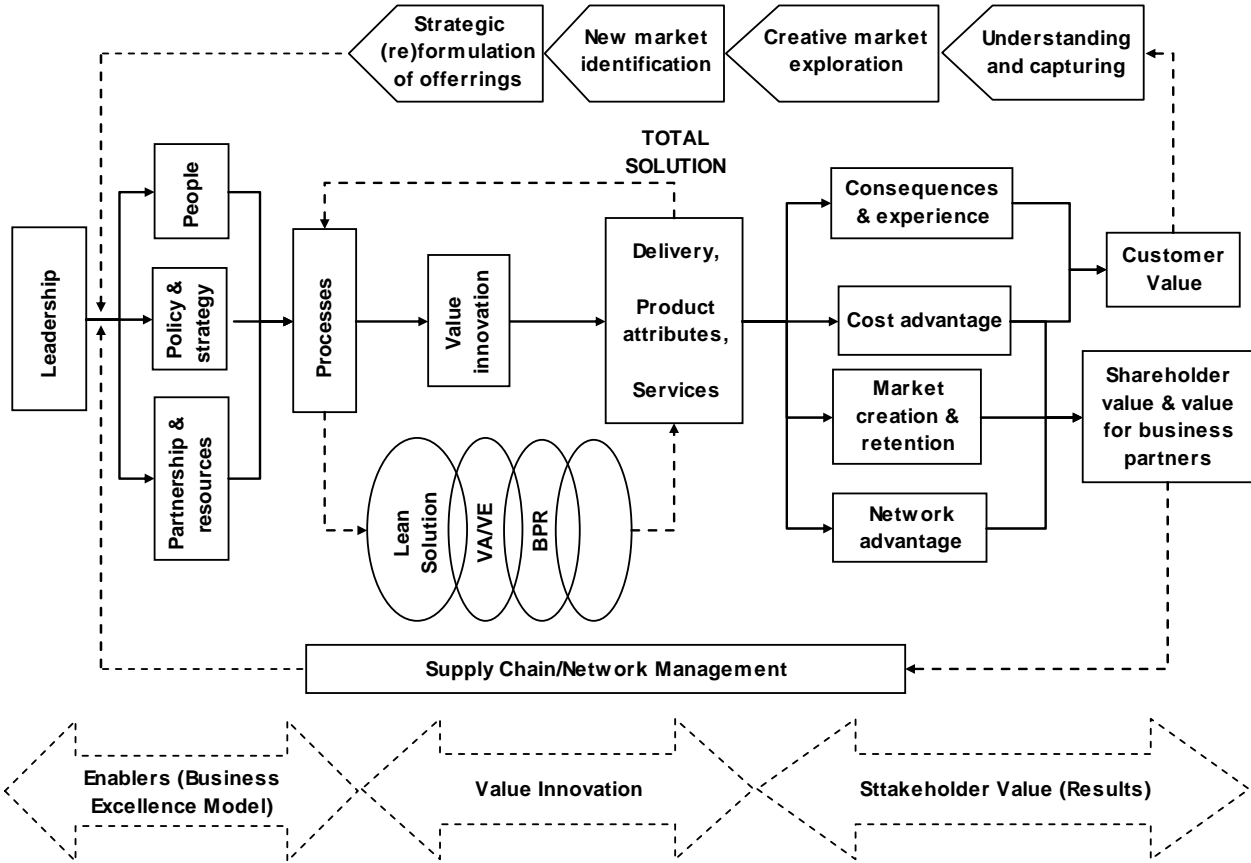 Strategic
(re)formulation
of offerrings
New market
identification
Creative market
exploration
Understanding
and capturing
TOTAL
SOLUTION
Leadership
People
Policy &
strategy
Partnership &
resources
Processes
Value
innovation
Delivery,
Product
attributes,
Services
Consequences
& experience
Cost advantage
Market
creation &
retention
Network
advantage
Customer
Value
Shareholder
value & value
for business
partners
Lean
Solution
VA/VE
BPR
Supply Chain/Network Management
Enablers (Business
Excellence Model)
Value Innovation
Sttakeholder Value (Results)